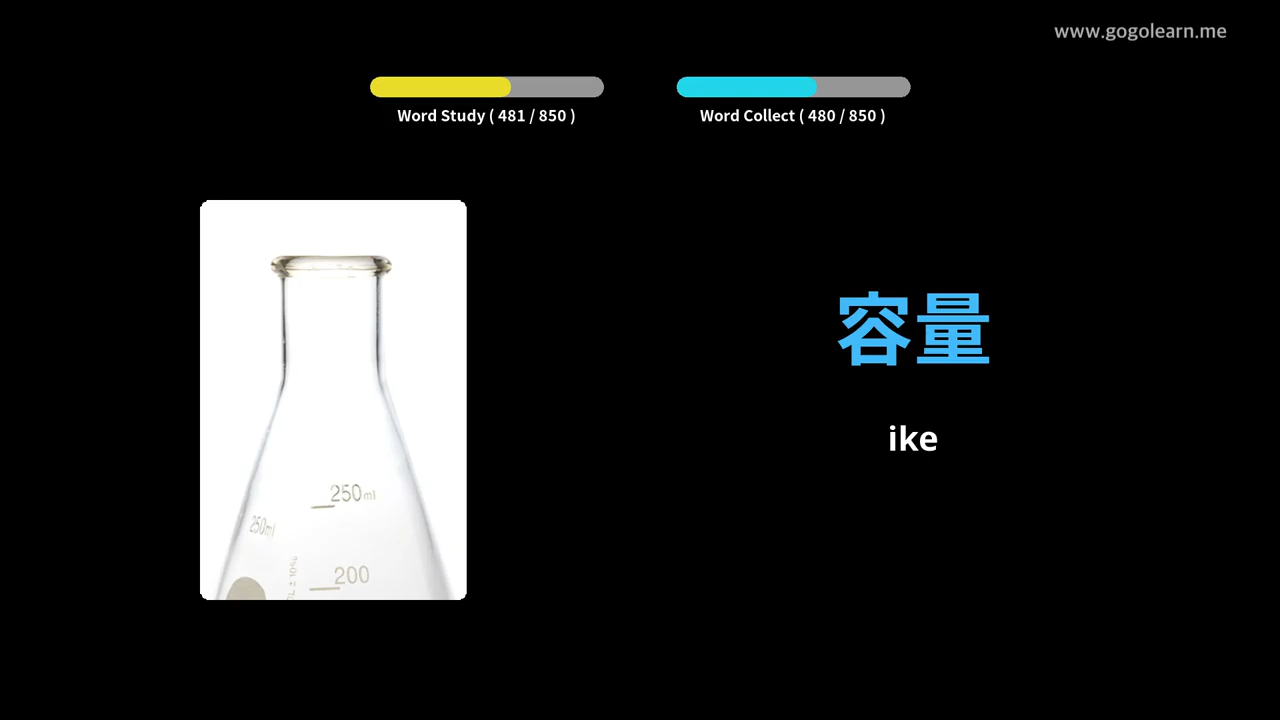 www.gogolearn.me
Word Study ( 481 / 850 )
Word Collect ( 480 / 850 )
容量
ike
250ml
250ml
200